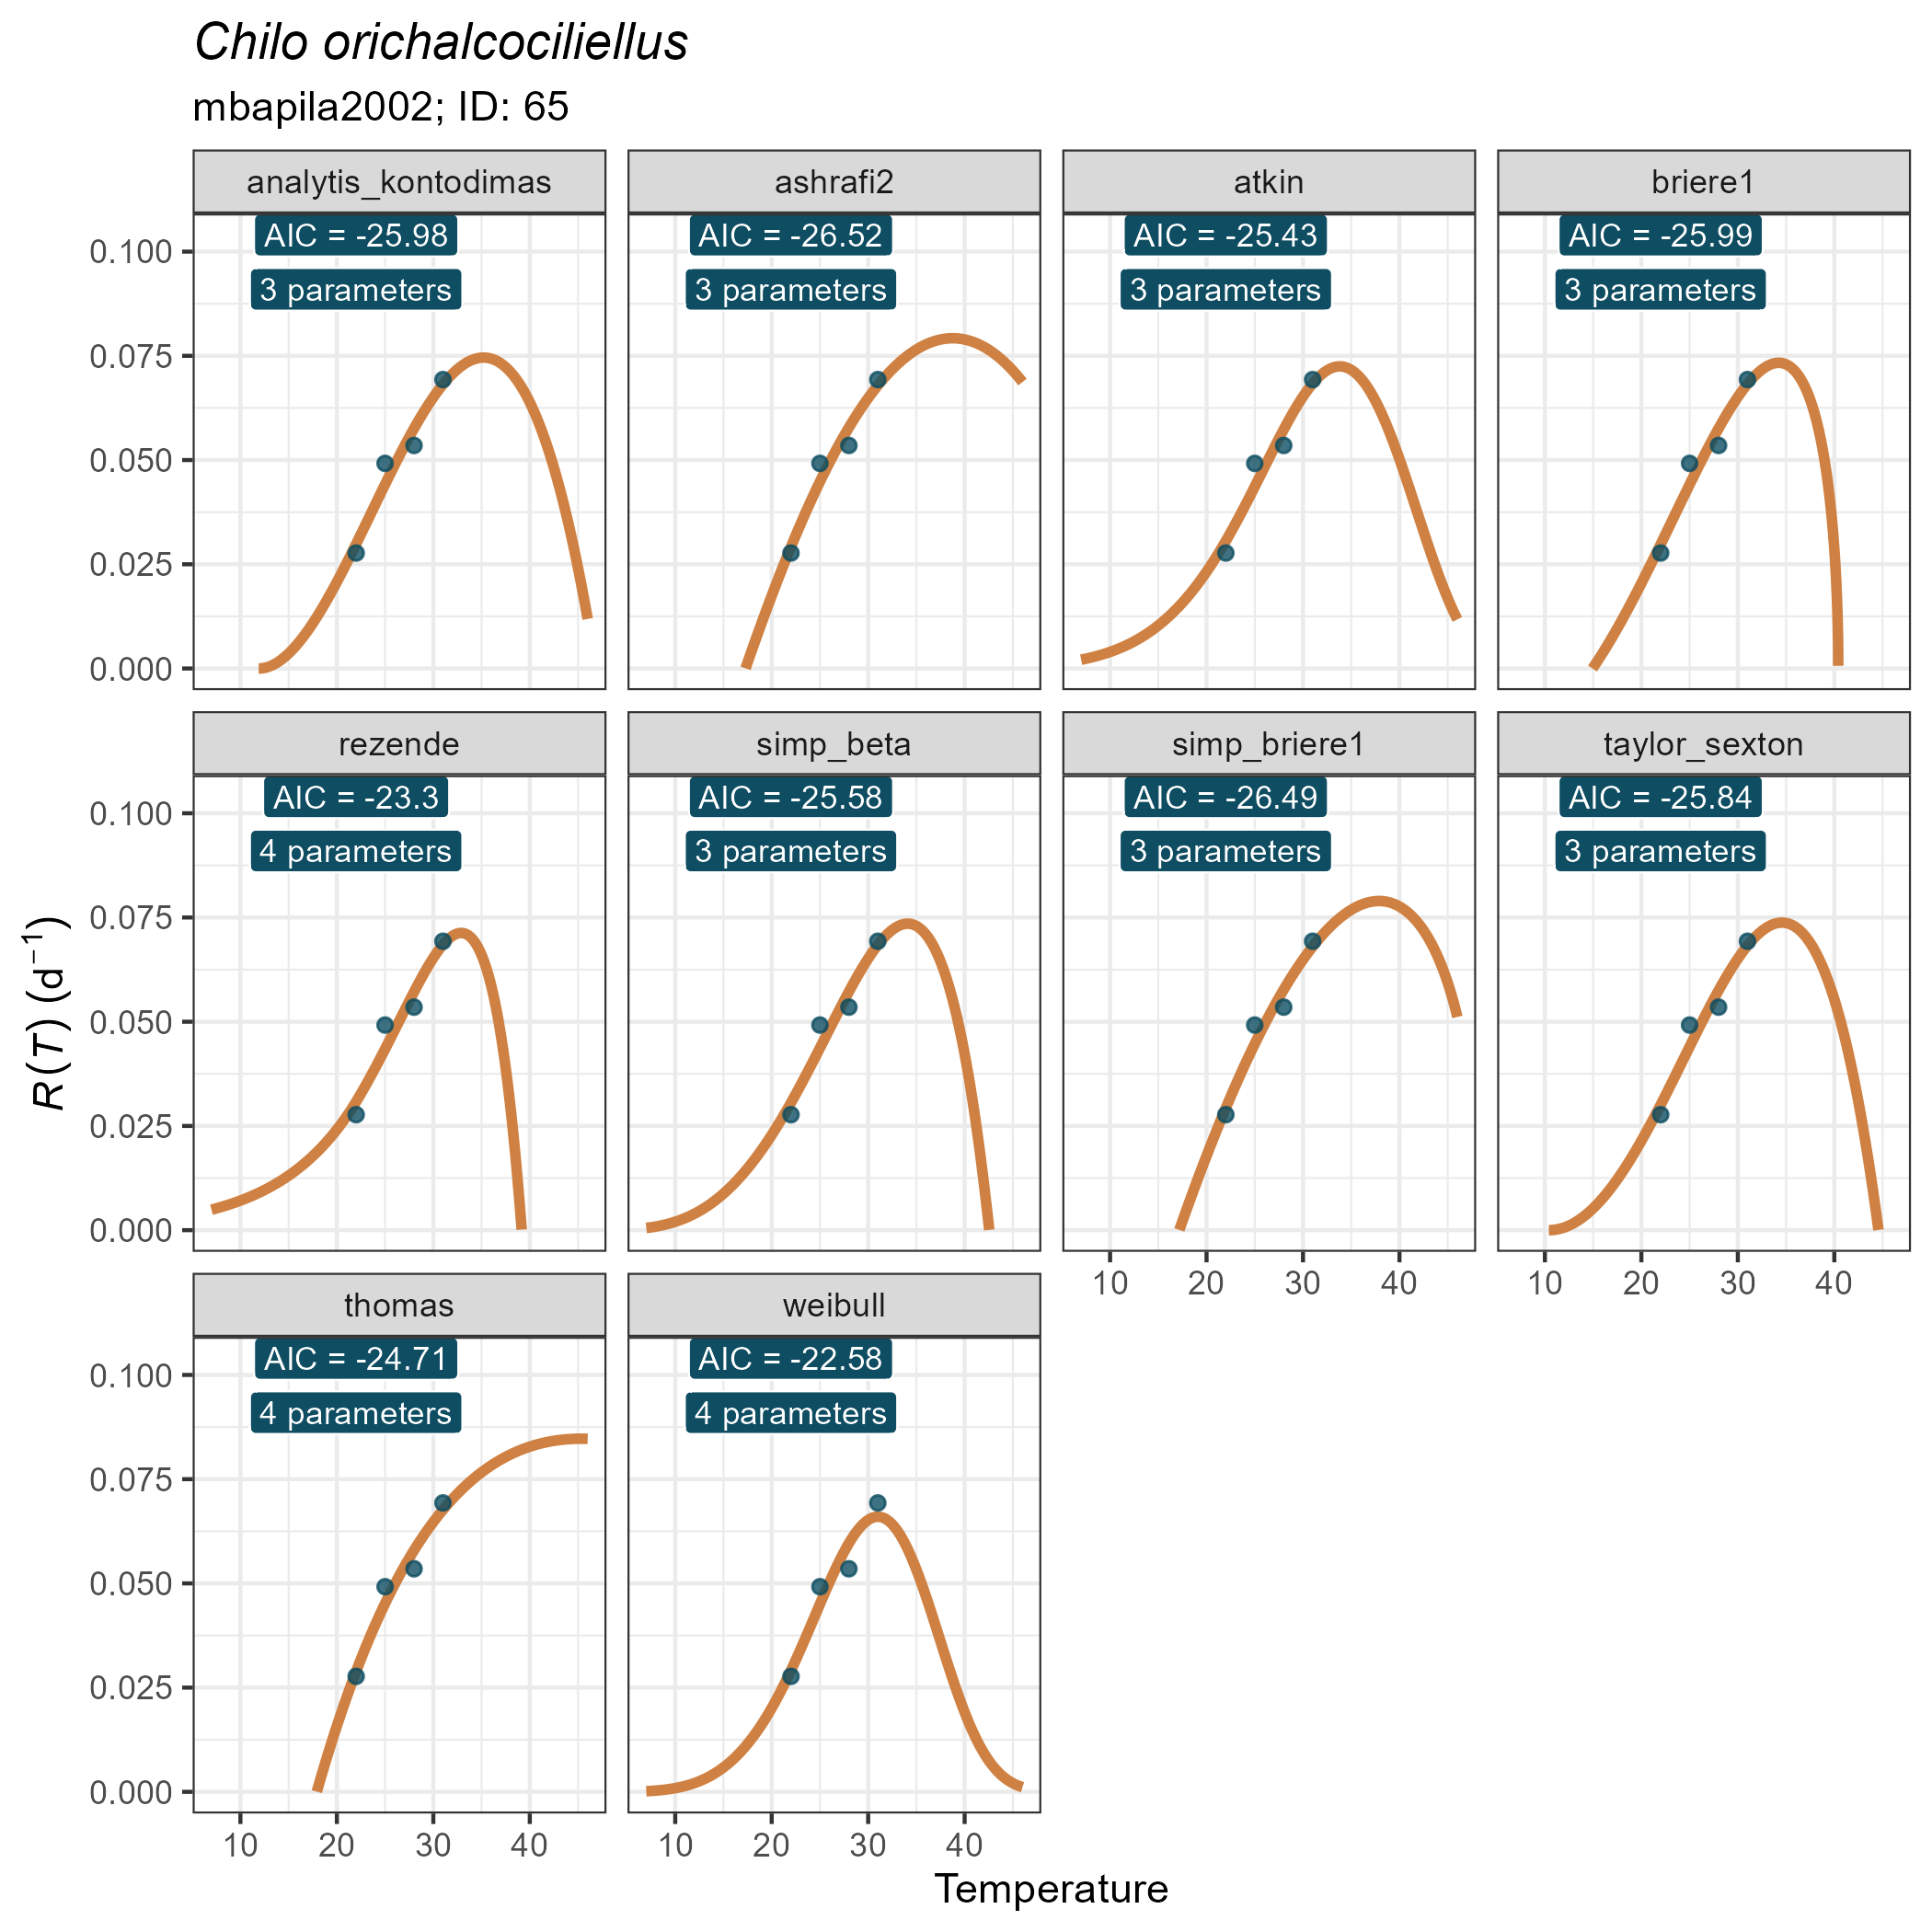 Chilo orichalcociliellus
mbapila2002; ID: 65
analytis_kontodimas
ashrafi2
atkin
briere1
AIC = -25.98
AIC = -26.52
AIC = -25.43
AIC = -25.99
3 parameters
3 parameters
3 parameters
3 parameters
0.100
0.075
0.050
0.025
0.000
rezende
simp_beta
simp_briere1
taylor_sexton
AIC = -23.3
AIC = -25.58
AIC = -26.49
AIC = -25.84
4 parameters
3 parameters
3 parameters
3 parameters
0.100
0.075
0.050
0.025
0.000
R(T) (d⁻¹)
10 20 30 40
10 20 30 40
thomas
weibull
AIC = -24.71
AIC = -22.58
4 parameters
4 parameters
0.100
0.075
0.050
0.025
0.000
10 20 30 40
10 20 30 40
Temperature